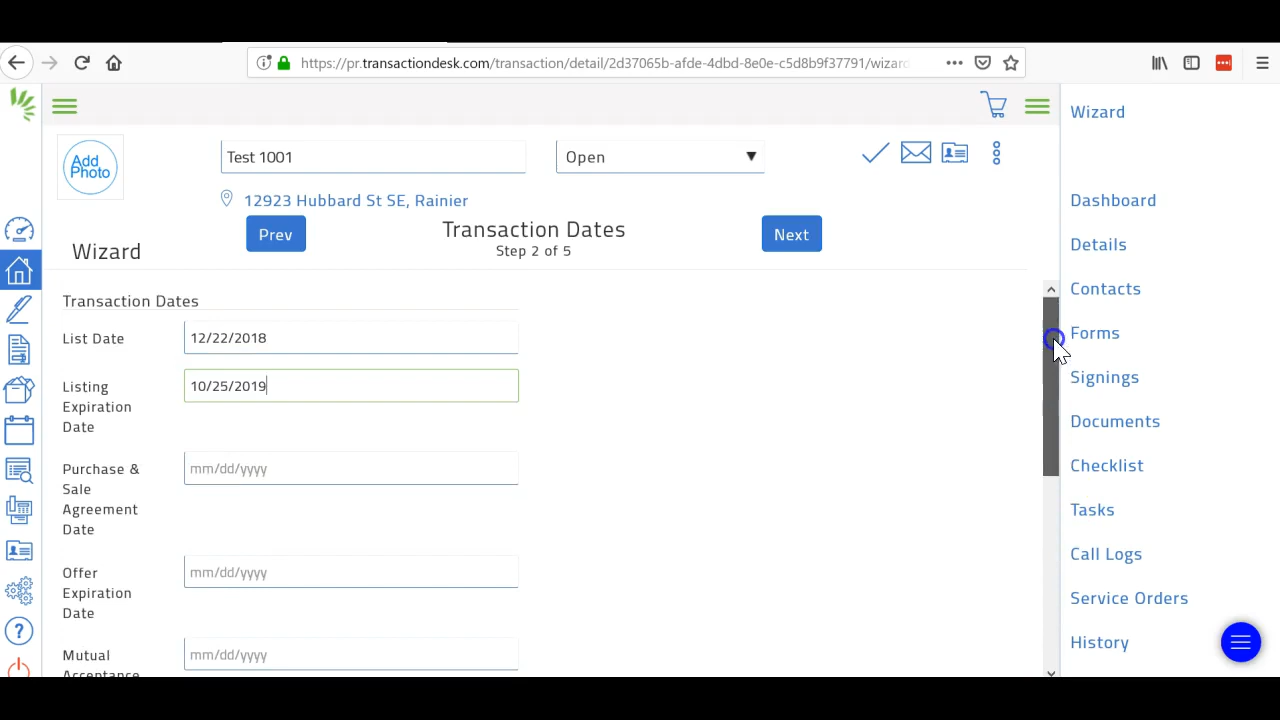 https://pr.transactiondesk.com/transaction/detail/2d37065b-afde-4dbd-8e0e-c5d8b9f37791/wizard
Wizard
Add
Photo
Test 1001
Open
12923 Hubbard St SE, Rainier
Prev
Transaction Dates
Next
Step 2 of 5
Wizard
Transaction Dates
List Date
12/22/2018
Listing
Expiration
Date
10/25/2019
Purchase &
Sale
Agreement
Date
mm/dd/yyyy
Offer
Expiration
Date
mm/dd/yyyy
Mutual
Acceptance
mm/dd/yyyy
Dashboard
Details
Contacts
Forms
Signings
Documents
Checklist
Tasks
Call Logs
Service Orders
History
?